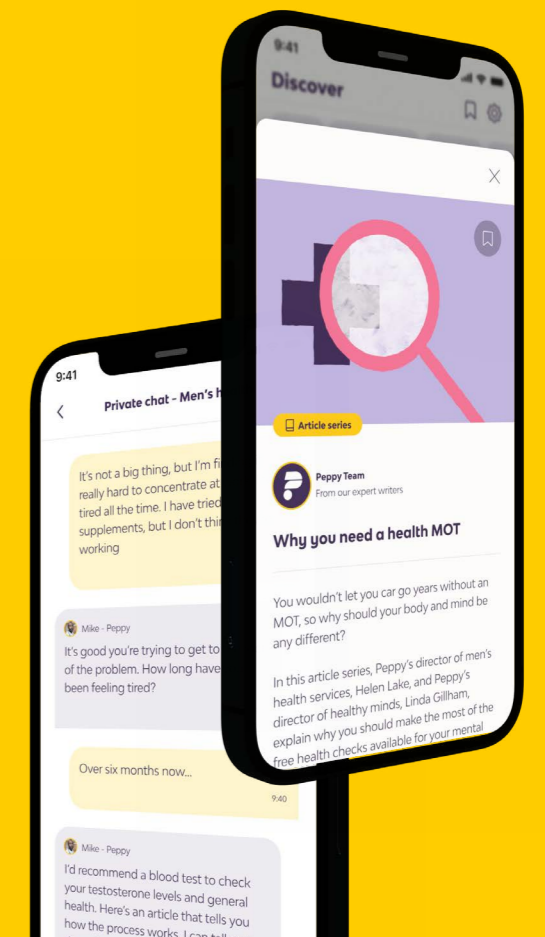 9:41
Discover
Article series
Peppy Team
From our expert writers
Why you need a health MOT
You wouldn't let you car go years without an
MOT, so why should your body and mind be
any different?
In this article series, Peppy's director of men's
health services, Helen Lake, and Peppy's
director of healthy minds, Linda Gillham,
explain why you should make the most of the
free health checks available for your mental
9:41
Private chat - Men's h
It's not a big thing, but I'm fi
really hard to concentrate at
tired all the time. I have tried
supplements, but I don't thi
working
Mike - Peppy
It's good you're trying to get to
of the problem. How long have
been feeling tired?
Over six months now...
9:40
Mike - Peppy
I'd recommend a blood test to check
your testosterone levels and general
health. Here's an article that tells you
how the process works. I can tell